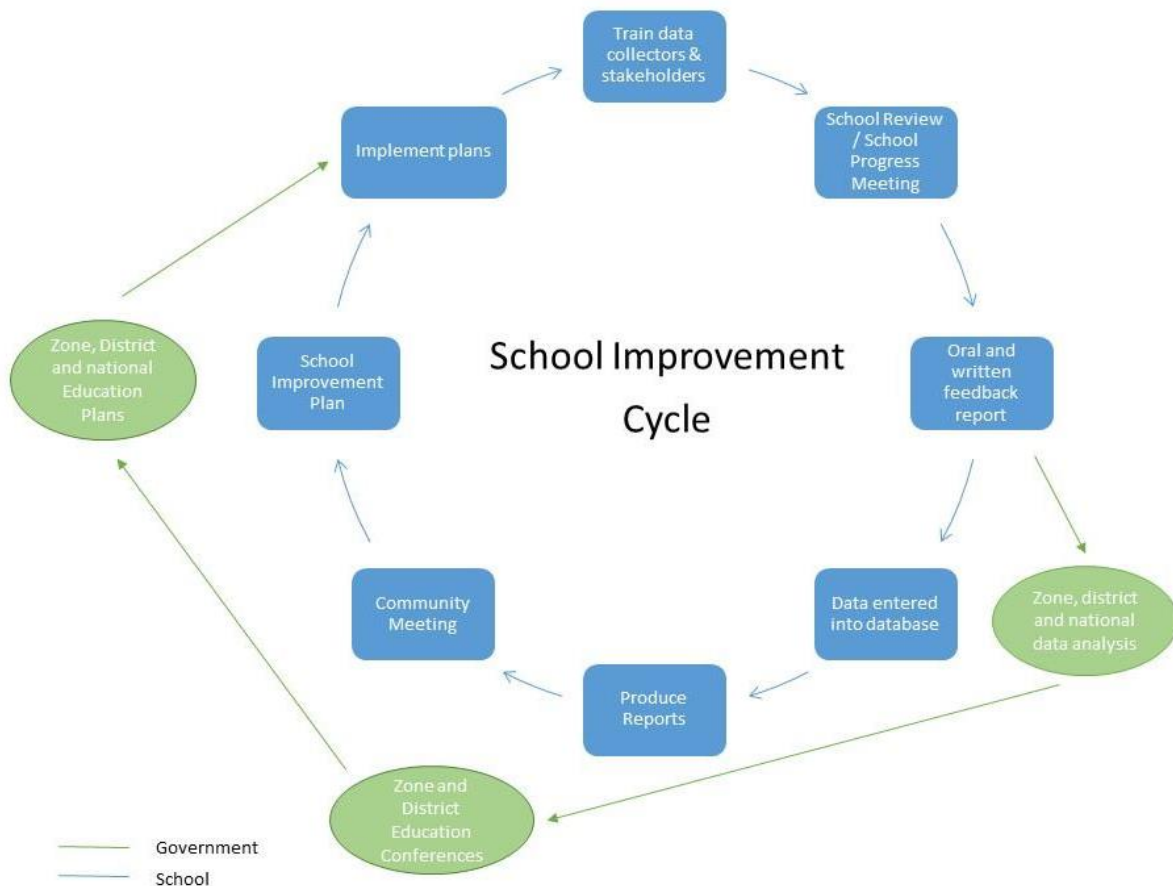 Train data
collectors &
stakeholders
School Review
/ School
Progress
Meeting
Oral and
written
feedback
report
Data entered
into database
Produce
Reports
Community
Meeting
School
Improvement
Plan
Implement plans
School Improvement
Cycle
Zone, district
and national
data analysis
Zone and
District
Education
Conferences
Zone, District
and national
Education
Plans
Government
School